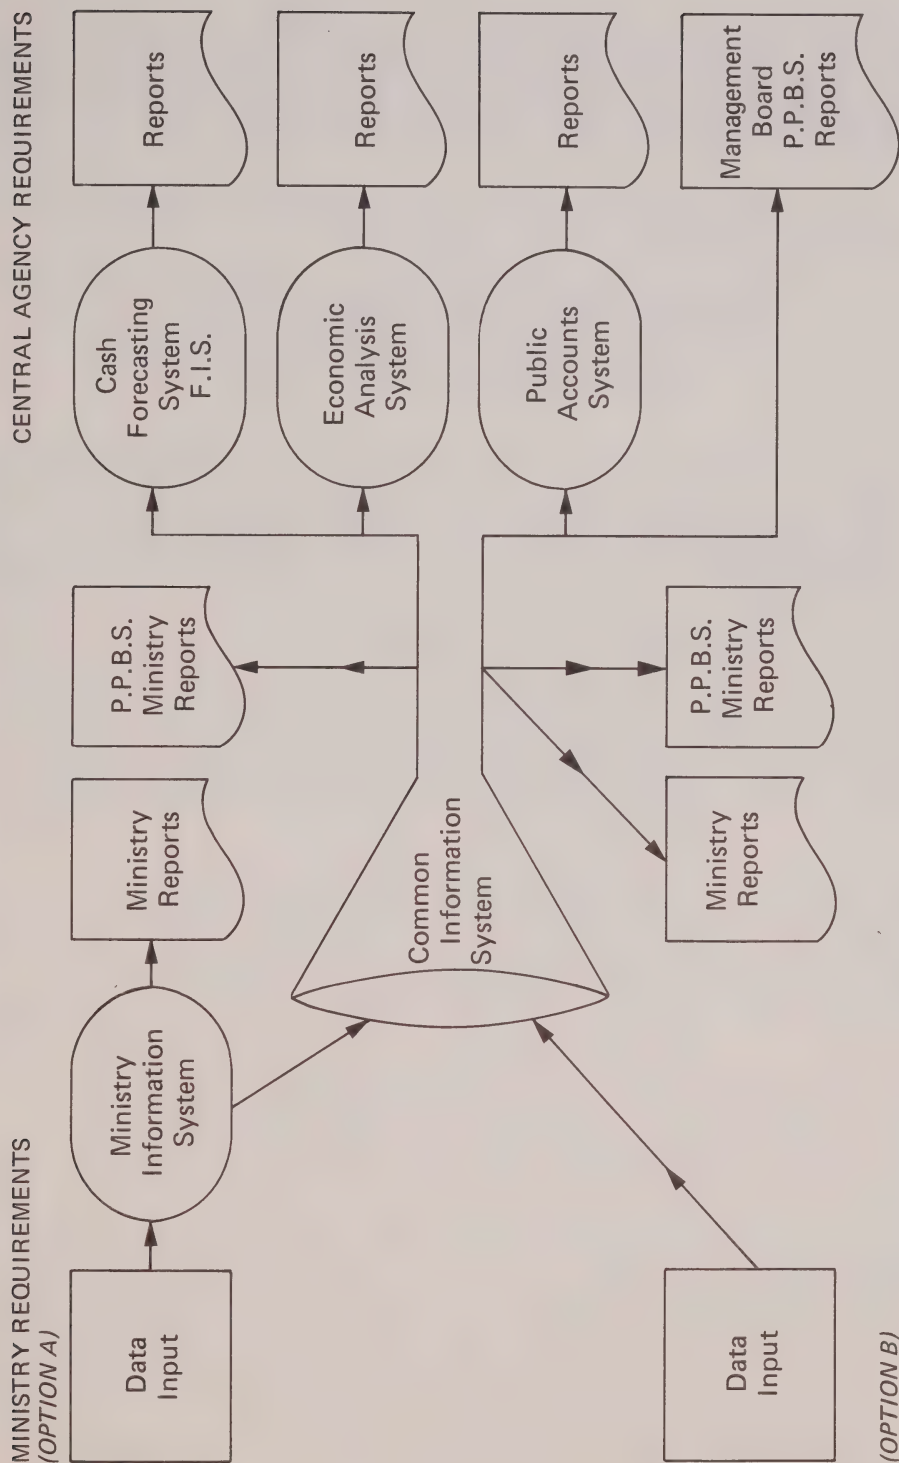 MINISTRY REQUIREMENTS
(OPTION A)
CENTRAL AGENCY REQUIREMENTS
Data
Input
Ministry
Information
System
Ministry
Reports
P.P.B.S.
Ministry
Reports
Cash
Forecasting
System
F.I.S.
Reports
Economic
Analysis
System
Reports
Common
Information
System
Public
Accounts
System
Reports
Data
Input
Ministry
Reports
P.P.B.S.
Ministry
Reports
Management
Board
P.P.B.S.
Reports
(OPTION B)